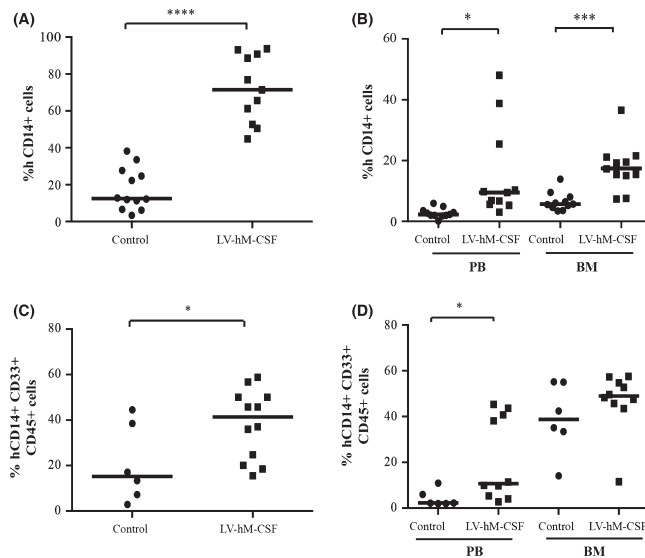 (A)
****
100
80
60
40
20
0
%h CD14+ cells
Control
LV-hM-CSF
(B)
*
***
60
40
20
0
%h CD14+ cells
Control
LV-hM-CSF
Control
LV-hM-CSF
PB
BM
(C)
*
80
60
40
20
0
% hCD14+ CD33+
CD45+ cells
Control
LV-hM-CSF
(D)
*
80
60
40
20
0
% hCD14+ CD33+
CD45+ cells
Control
LV-hM-CSF
Control
LV-hM-CSF
PB
BM